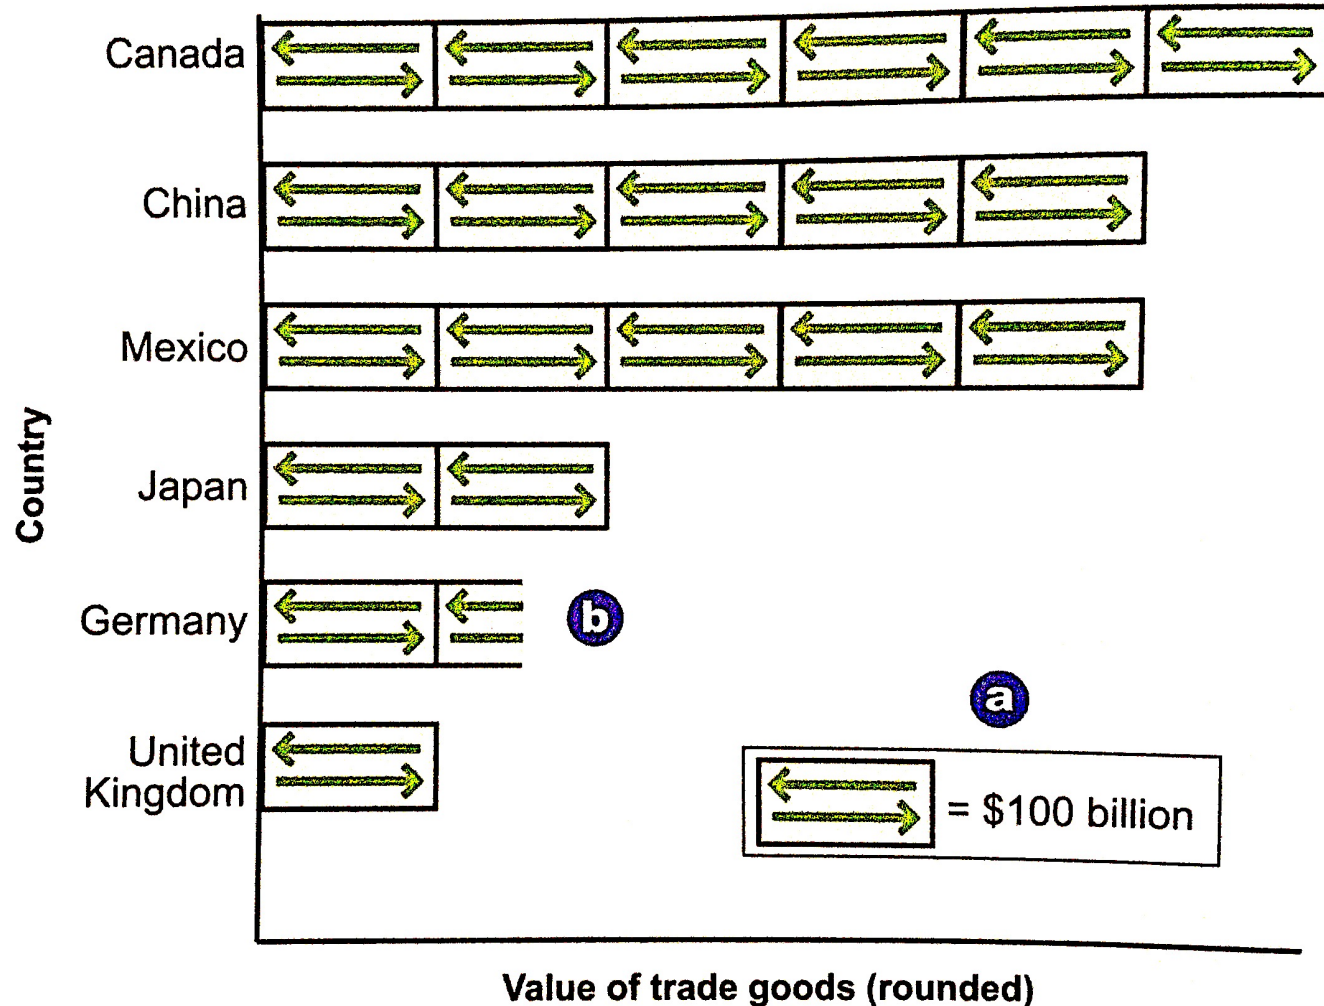 Canada
China
Mexico
Japan
Germany
United
Kingdom
Country
b
a
= $100 billion
Value of trade goods (rounded)